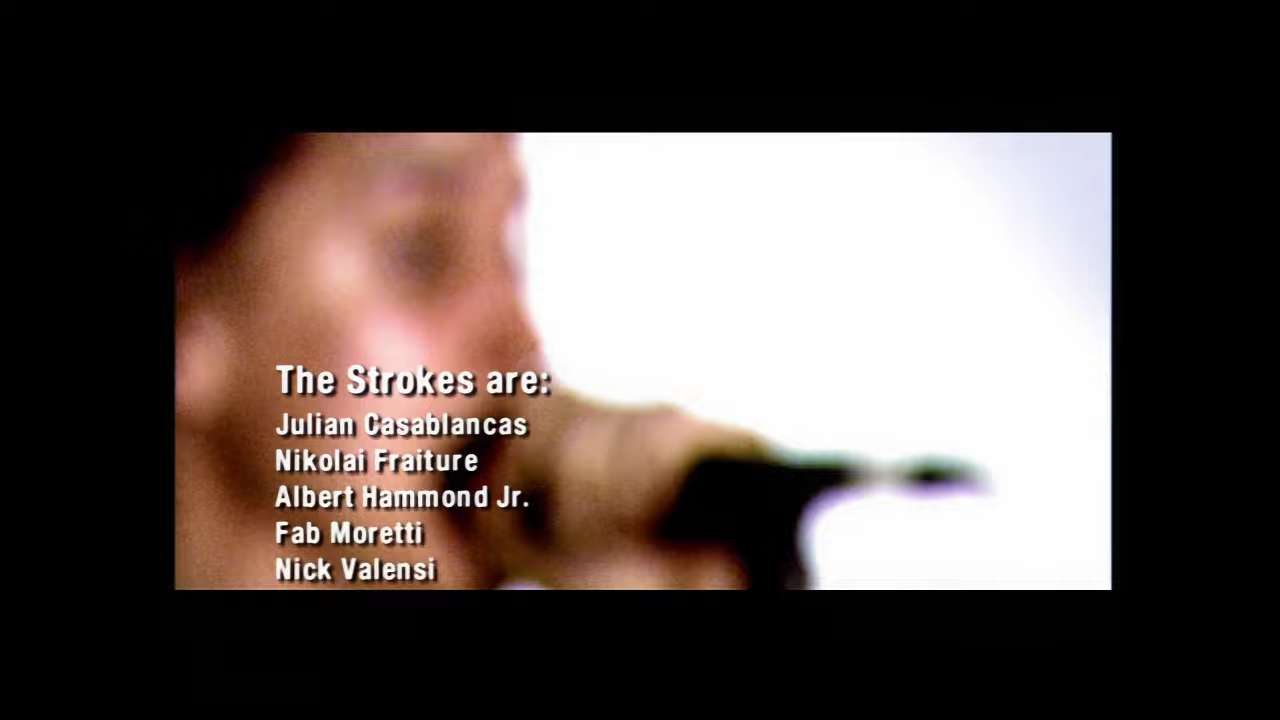 The Strokes are:
Julian Casablancas
Nikolai Fraiture
Albert Hammond Jr.
Fab Moretti
Nick Valensi